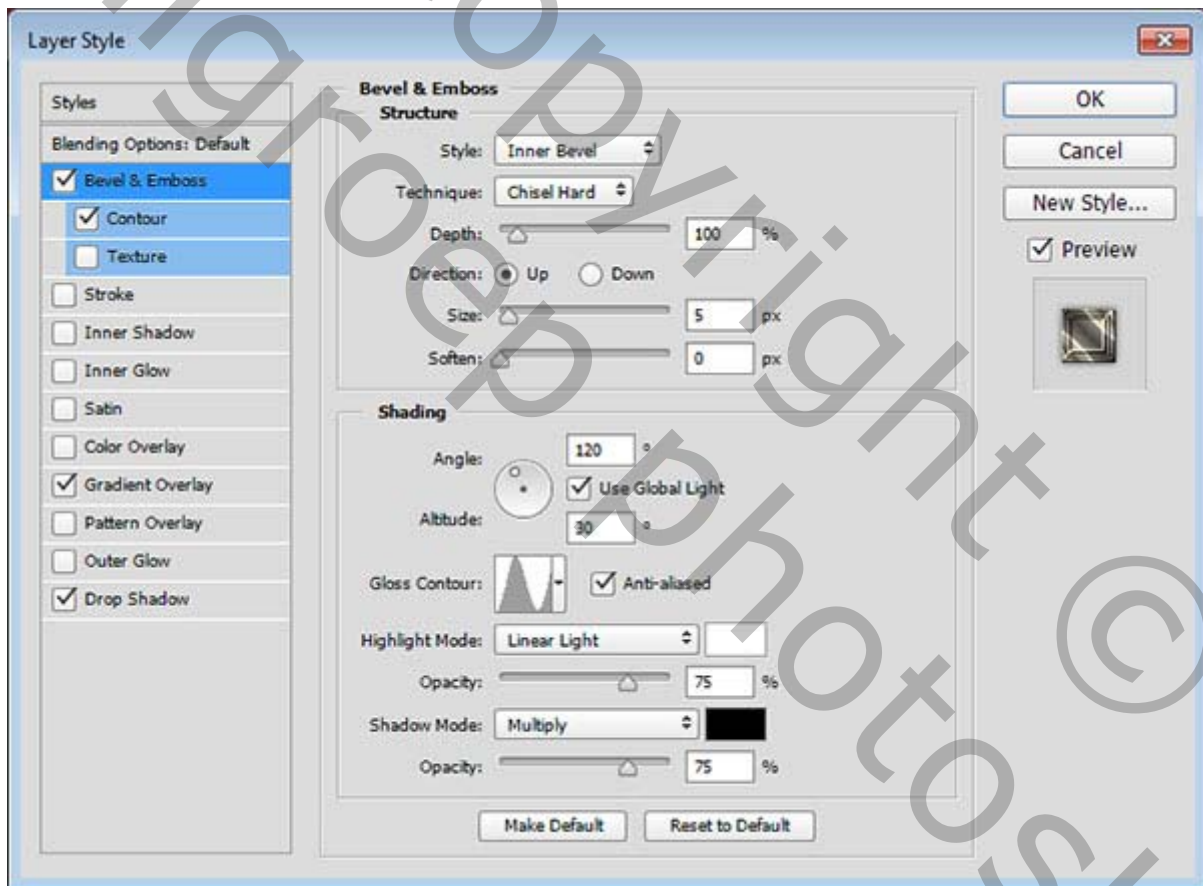 Layer Style
Styles
Blending Options: Default
Bevel & Emboss
Contour
Texture
Stroke
Inner Shadow
Inner Glow
Satin
Color Overlay
Gradient Overlay
Pattern Overlay
Outer Glow
Drop Shadow
Bevel & Emboss
Structure
Style: Inner Bevel
Technique: Chisel Hard
Depth: 100 %
Direction: Up Down
Size: 5 px
Soften: 0 px
Shading
Angle: 120 °
Use Global Light
Altitude: 30 °
Gloss Contour: Anti-aliased
Highlight Mode: Linear Light
Opacity: 75 %
Shadow Mode: Multiply
Opacity: 75 %
Make Default Reset to Default
OK
Cancel
New Style...
Preview
copyright ©
groep photos